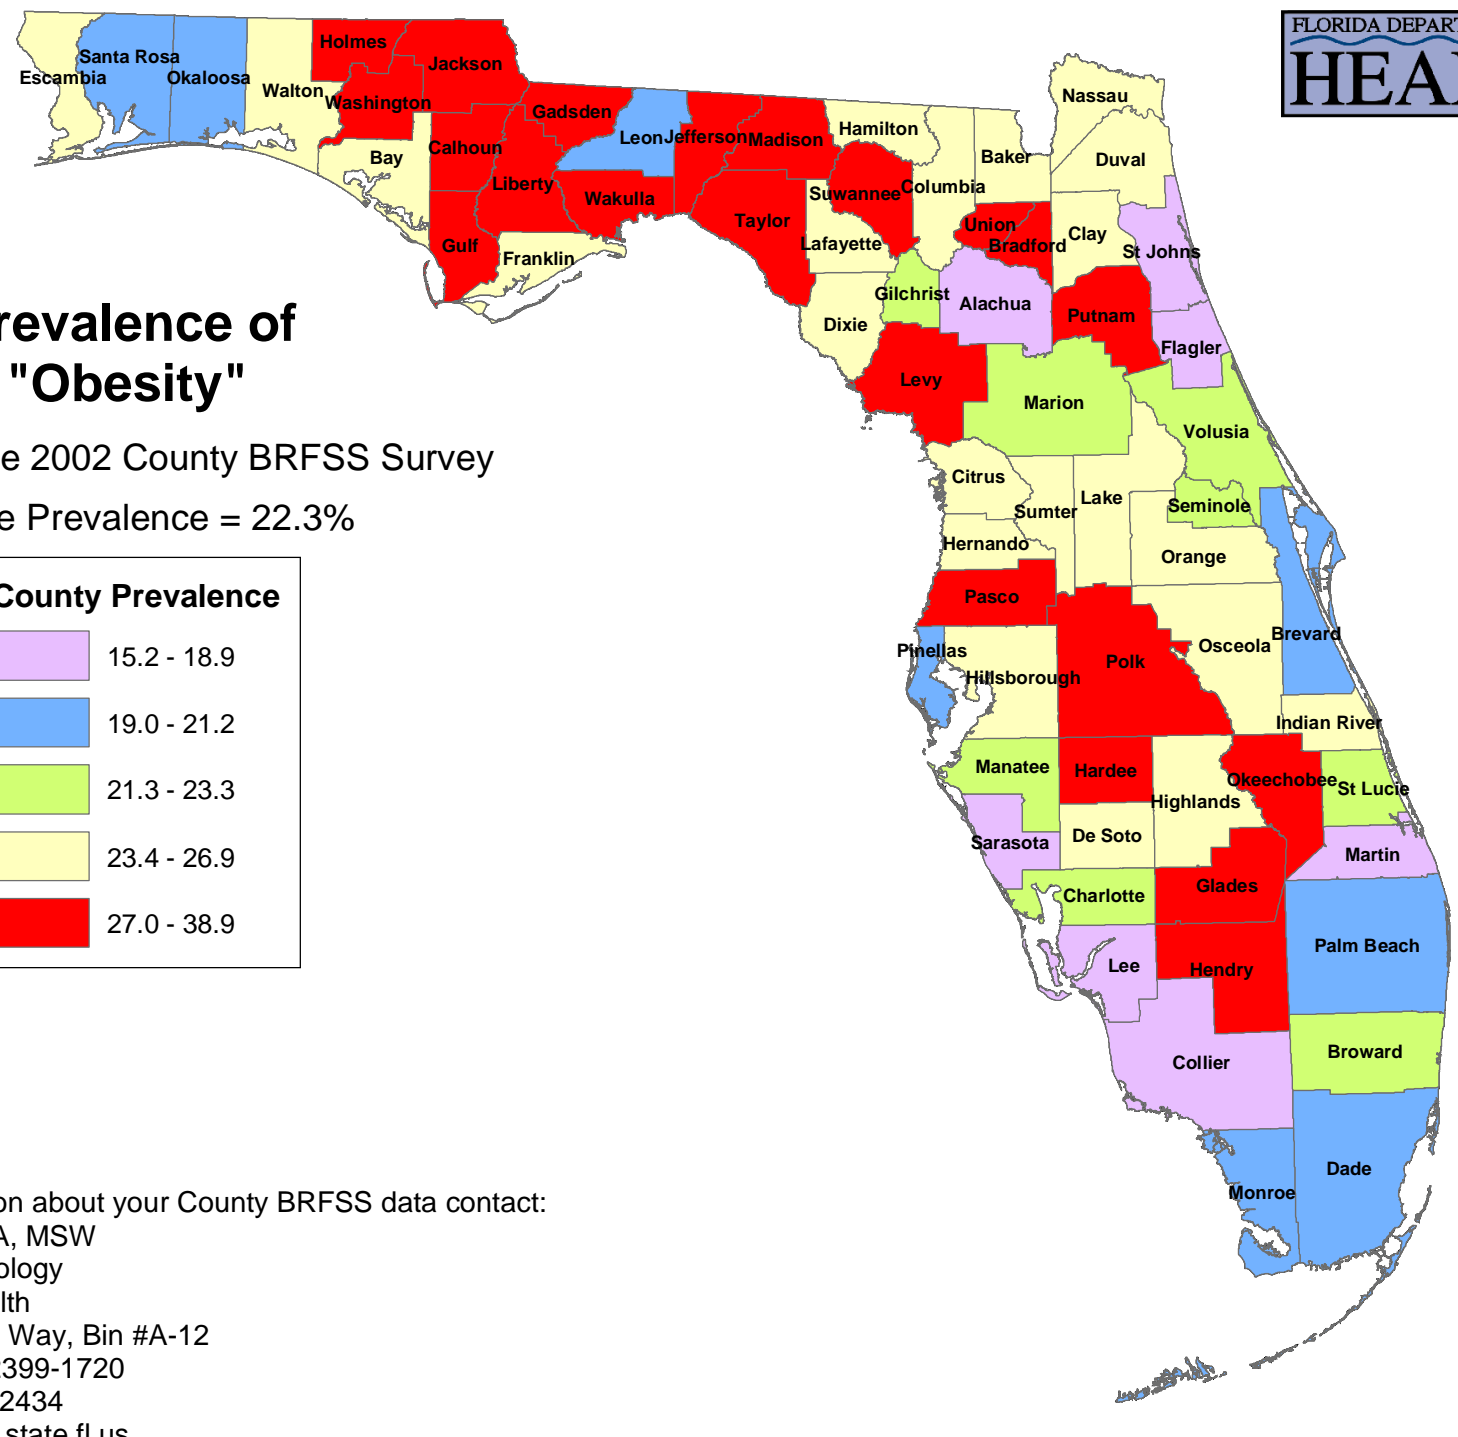 FLORIDA DEPART
HEAL
Santa Rosa
Escambia
Okaloosa
Walton
Holmes
Jackson
Washington
Bay
Calhoun
Gadsden
Liberty
Gulf
Franklin
Wakulla
Leon
Jefferson
Madison
Taylor
Hamilton
Suwannee
Lafayette
Columbia
Baker
Nassau
Duval
Union
Bradford
Clay
St Johns
Gilchrist
Alachua
Putnam
Dixie
Flagler
Levy
Marion
Volusia
Citrus
Sumter
Lake
Seminole
Hernando
Orange
Pasco
Pinellas
Hillsborough
Polk
Osceola
Brevard
Indian River
Manatee
Hardee
Highlands
Okeechobee
St Lucie
Sarasota
De Soto
Martin
Charlotte
Glades
Lee
Hendry
Palm Beach
Collier
Broward
Monroe
Dade
revalence of
"Obesity"
e 2002 County BRFSS Survey
e Prevalence = 22.3%
County Prevalence
15.2 - 18.9
19.0 - 21.2
21.3 - 23.3
23.4 - 26.9
27.0 - 38.9
on about your County BRFSS data contact:
A, MSW
ology
lth
Way, Bin #A-12
399-1720
2434
state.fl.us